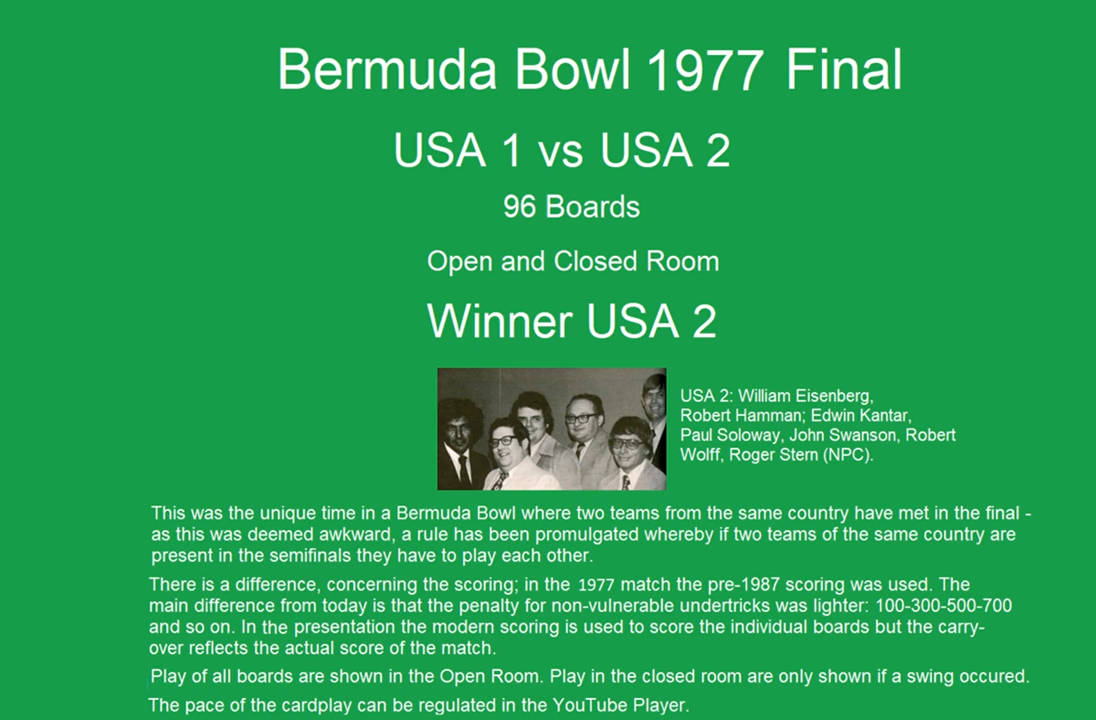 Bermuda Bowl 1977 Final
USA 1 vs USA 2
96 Boards
Open and Closed Room
Winner USA 2
USA 2: William Eisenberg,
Robert Hamman; Edwin Kantar,
Paul Soloway, John Swanson, Robert
Wolff, Roger Stern (NPC).
This was the unique time in a Bermuda Bowl where two teams from the same country have met in the final -
as this was deemed awkward, a rule has been promulgated whereby if two teams of the same country are
present in the semifinals they have to play each other.
There is a difference, concerning the scoring; in the 1977 match the pre-1987 scoring was used. The
main difference from today is that the penalty for non-vulnerable undertricks was lighter: 100-300-500-700
and so on. In the presentation the modern scoring is used to score the individual boards but the carry-
over reflects the actual score of the match.
Play of all boards are shown in the Open Room. Play in the closed room are only shown if a swing occured.
The pace of the cardplay can be regulated in the YouTube Player.